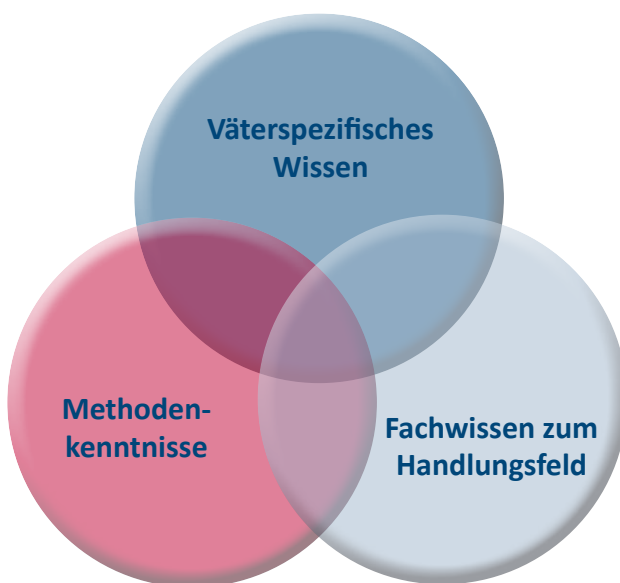 Väterspezifisches
Wissen
Methoden-
kenntnisse
Fachwissen zum
Handlungsfeld